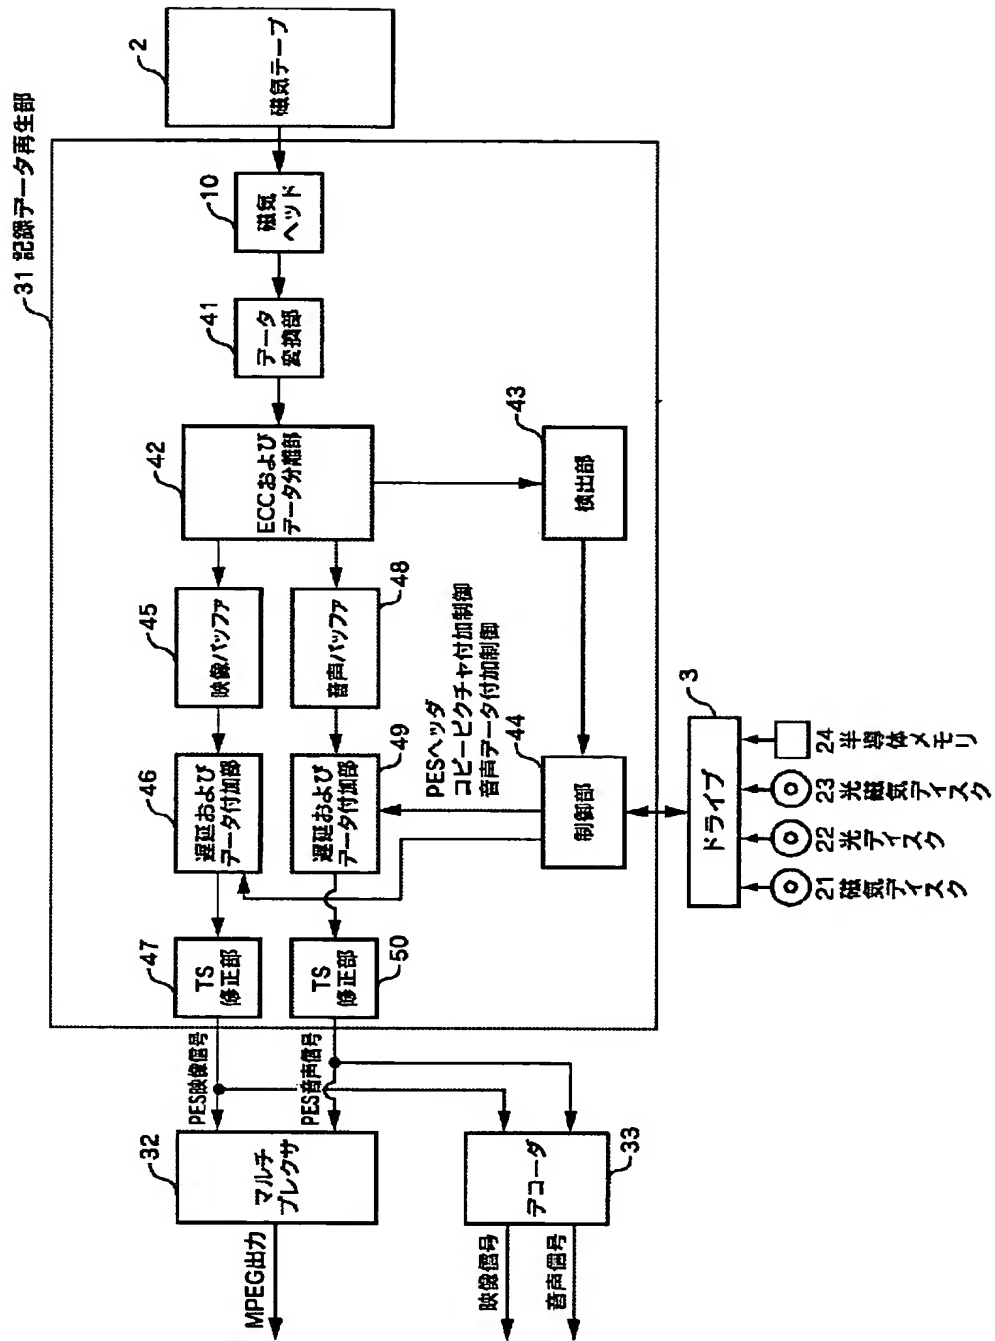 31 記録データ再生部
2
磁気テープ
10
磁気
ヘッド
41
データ
変換部
42
ECCおよび
データ分離部
43
検出部
45
映像バッファ
48
音声バッファ
PESヘッダ
コピーピクチャ付加制御
音声データ付加制御
46
遅延および
データ付加部
49
遅延および
データ付加部
44
制御部
3
ドライブ
24 半導体メモリ
23 光磁気ディスク
22 光ディスク
21 磁気ディスク
47
TS
修正部
50
TS
修正部
PES映像信号
PES音声信号
32
マルチ
プレクサ
33
デコーダ
MPEG出力
映像信号
音声信号